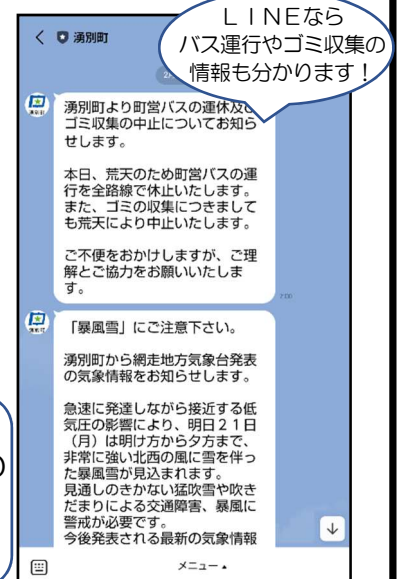 LINEなら
バス運行やゴミ収集の
情報も分かります！
湧別町
湧別町より町営バスの運休及び
ゴミ収集の中止についてお知ら
せします。
本日、荒天のため町営バスの運
行を全路線で休止いたします。
また、ゴミの収集につきまして
も荒天により中止いたします。
ご不便をおかけしますが、ご理
解とご協力をお願いいたしま
す。
「暴風雪」にご注意下さい。
湧別町から網走地方気象台発表
の気象情報をお知らせします。
急速に発達しながら接近する低
気圧の影響により、明日２１日
（月）は明け方から夕方まで、
非常に強い北西の風に雪を伴っ
た暴風雪が見込まれます。
見通しのきかない猛吹雪や吹き
だまりによる交通障害、暴風に
警戒が必要です。
今後発表される最新の気象情報
の
メニュー